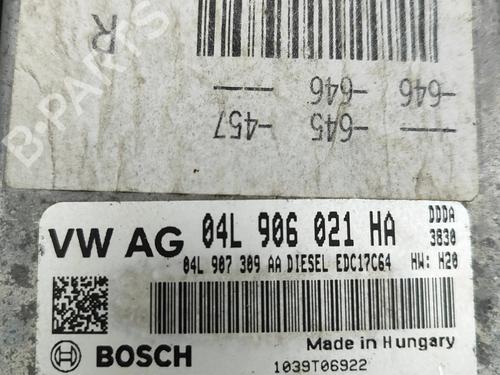 R
-646 -646
-457 -645
B-PARTS
VW AG 04L 906 021 HA DDDA
3830
04L 907 309 AA DIESEL EDC17C64 HW: H20
Made in Hungary
BOSCH 1039T06922